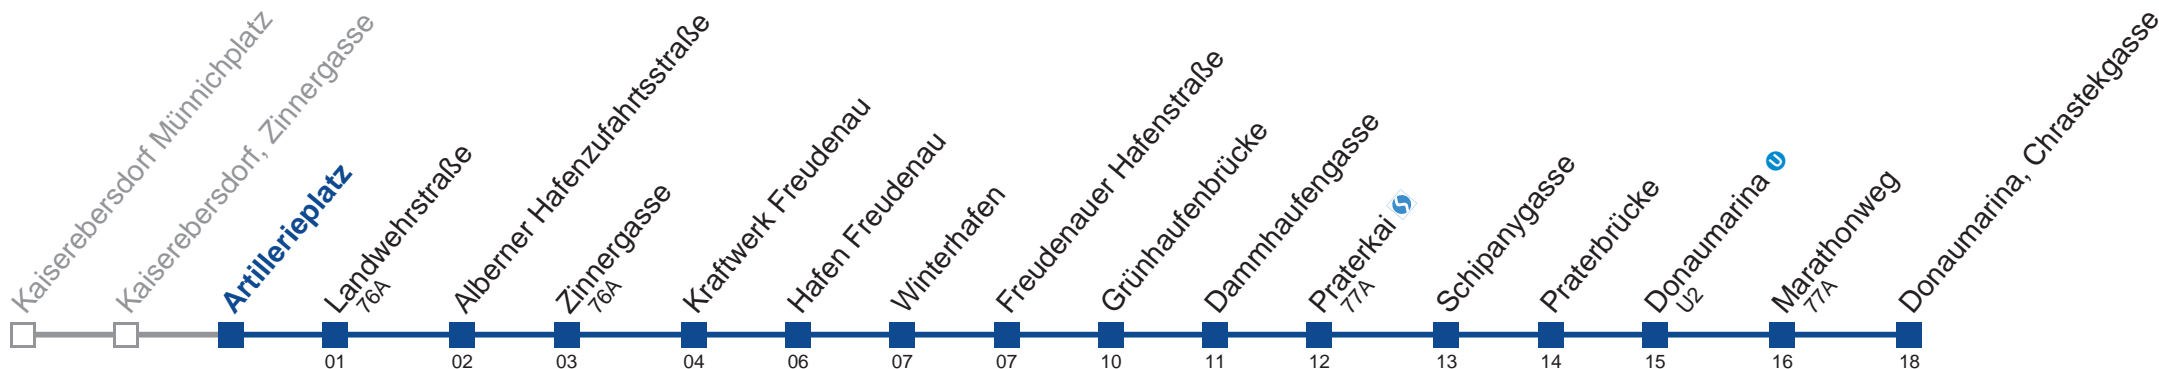 Kaiserebersdorf Münnichplatz
Kaiserebersdorf, Zinnergasse
Artillerieplatz
Landwehrstraße
76A
Alberner Hafenzufahrtsstraße
Zinnergasse
76A
Kraftwerk Freudenau
Hafen Freudenau
Winterhafen
Freudenauer Hafenstraße
Grünhaufenbrücke
Dammhaufengasse
Praterkai S
77A
Schipanygasse
Praterbrücke
Donaumarina U
U2
Marathonweg
77A
Donaumarina, Chrastekgasse
01 02 03 04 06 07 07 10 11 12 13 14 15 16 18